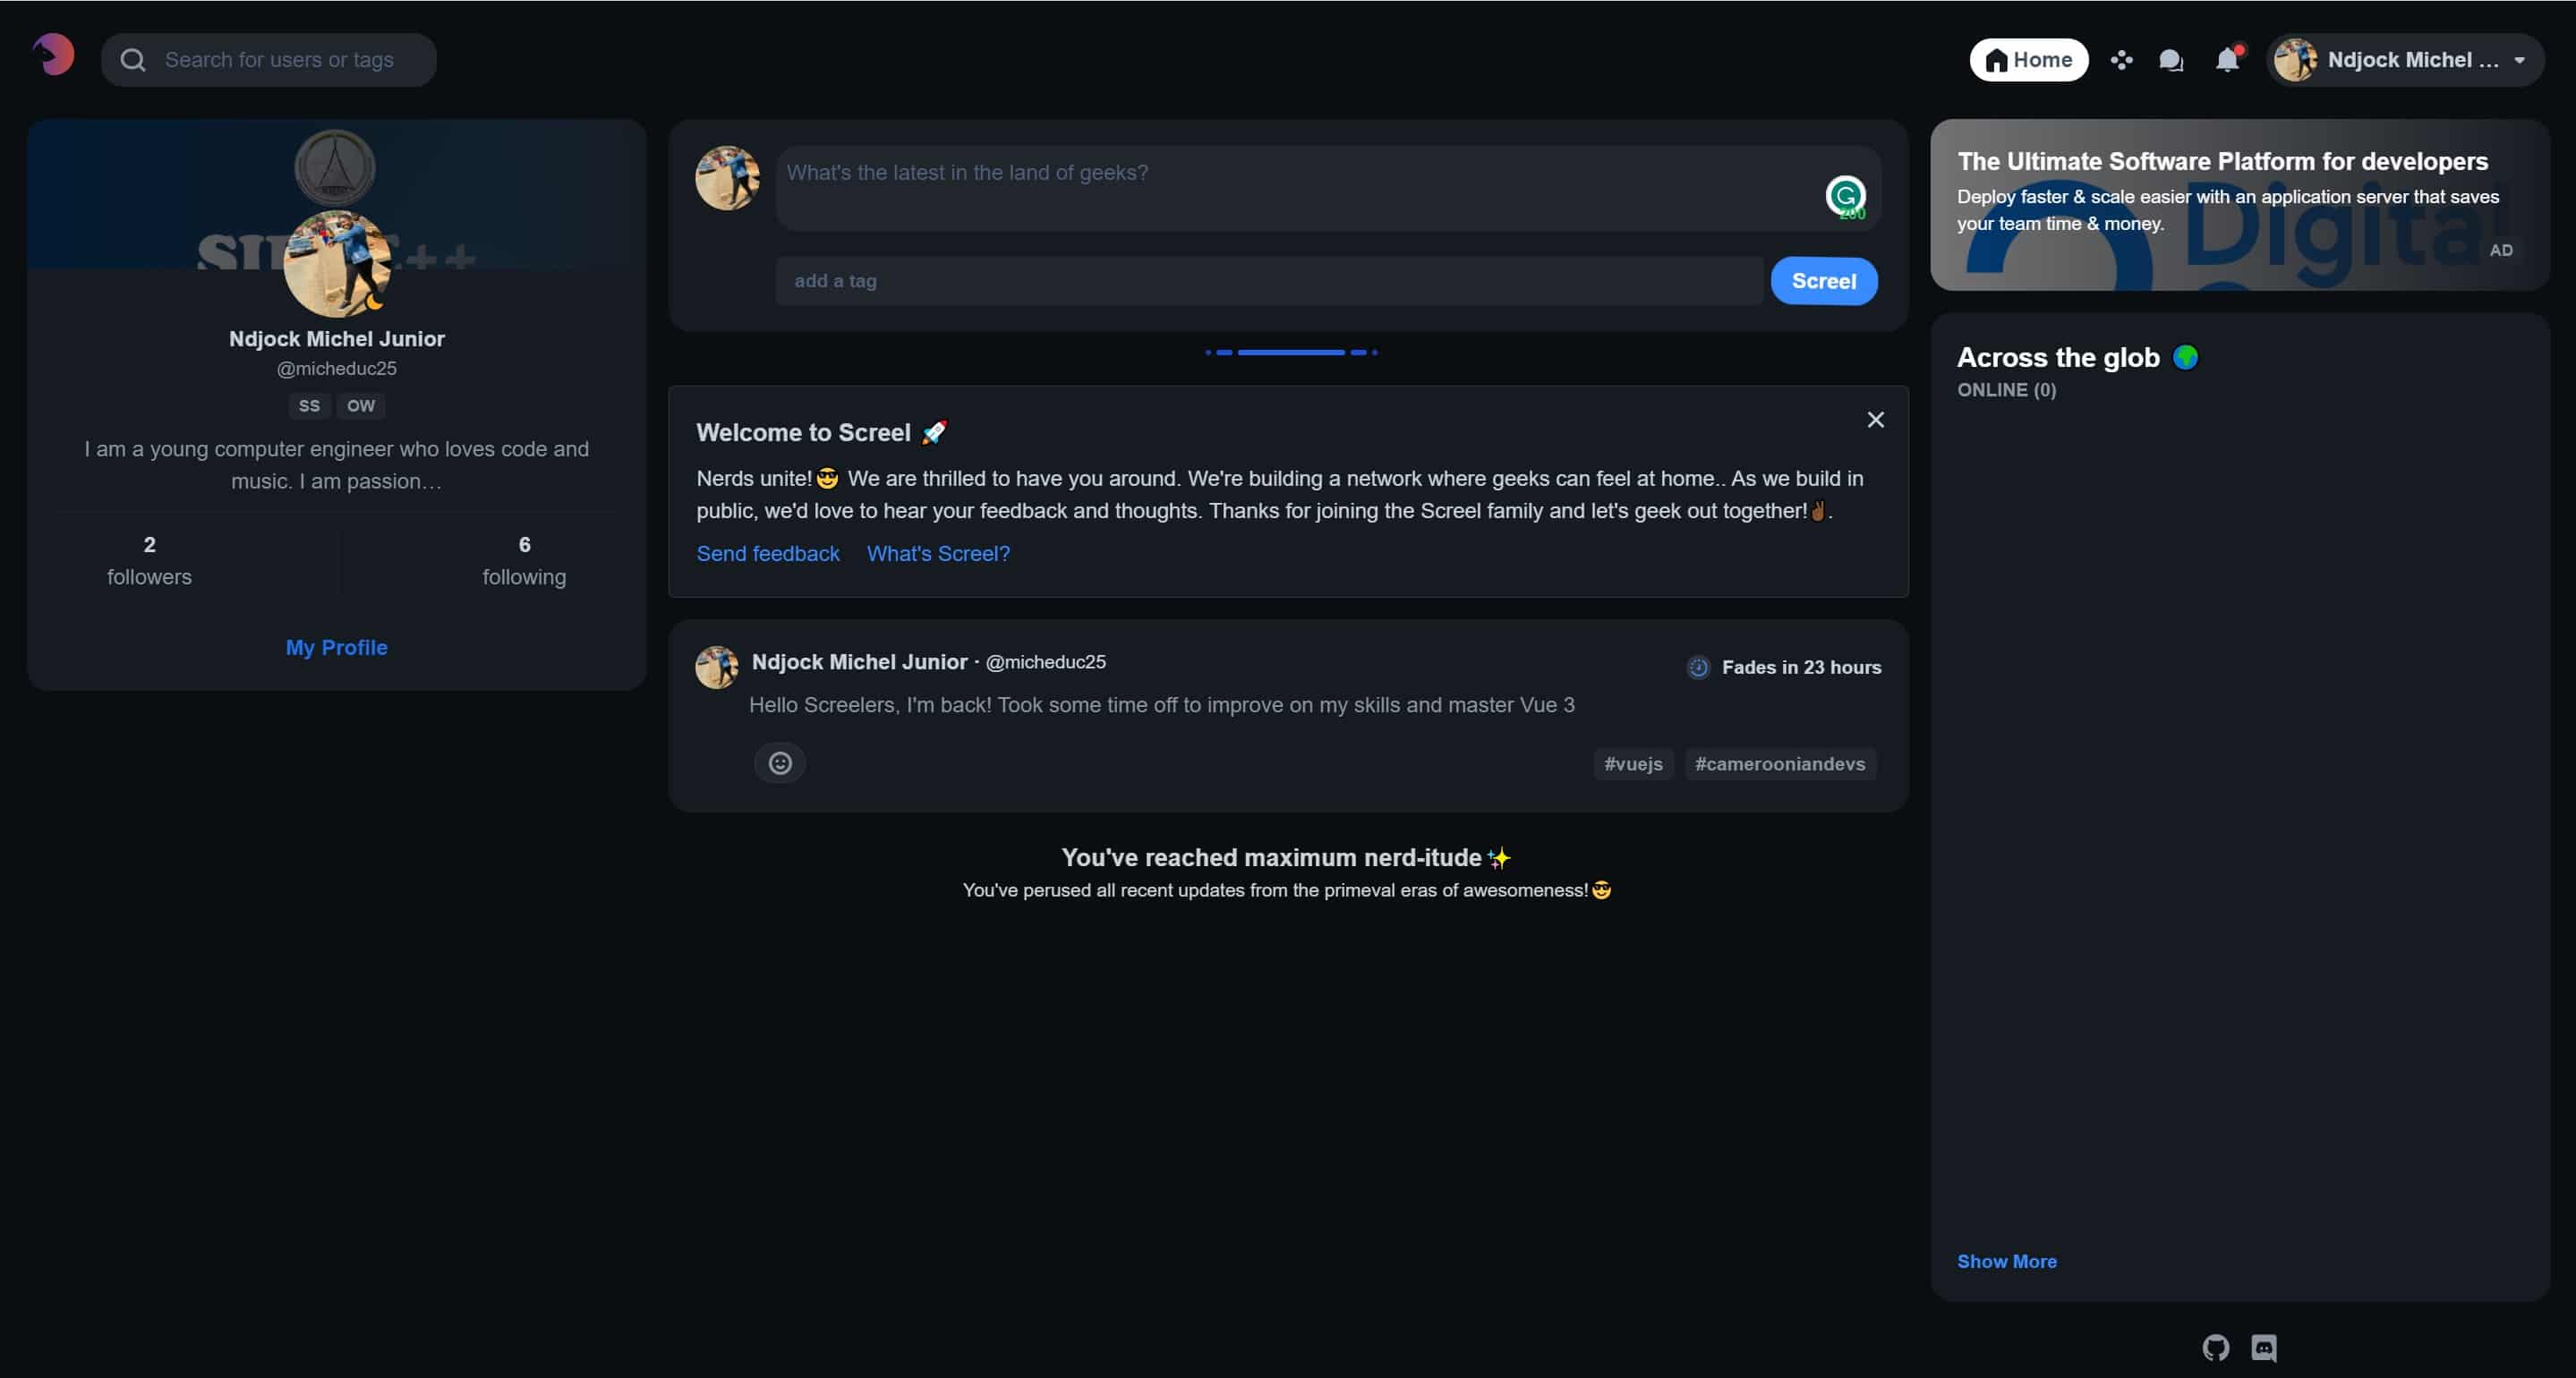 Search for users or tags
Home
Ndjock Michel ...
Ndjock Michel Junior
@micheduc25
SS OW
I am a young computer engineer who loves code and
music. I am passion…
2
followers
6
following
My Profile
What's the latest in the land of geeks?
200
add a tag
Screel
Welcome to Screel 🚀
Nerds unite!😎 We are thrilled to have you around. We're building a network where geeks can feel at home.. As we build in
public, we'd love to hear your feedback and thoughts. Thanks for joining the Screel family and let's geek out together!✌🏾.
Send feedback What's Screel?
Ndjock Michel Junior · @micheduc25
Fades in 23 hours
Hello Screelers, I'm back! Took some time off to improve on my skills and master Vue 3
#vuejs #camerooniandevs
You've reached maximum nerd-itude✨
You've perused all recent updates from the primeval eras of awesomeness!😎
The Ultimate Software Platform for developers
Deploy faster & scale easier with an application server that saves
your team time & money.
Digital
AD
Across the glob 🌍
ONLINE (0)
Show More